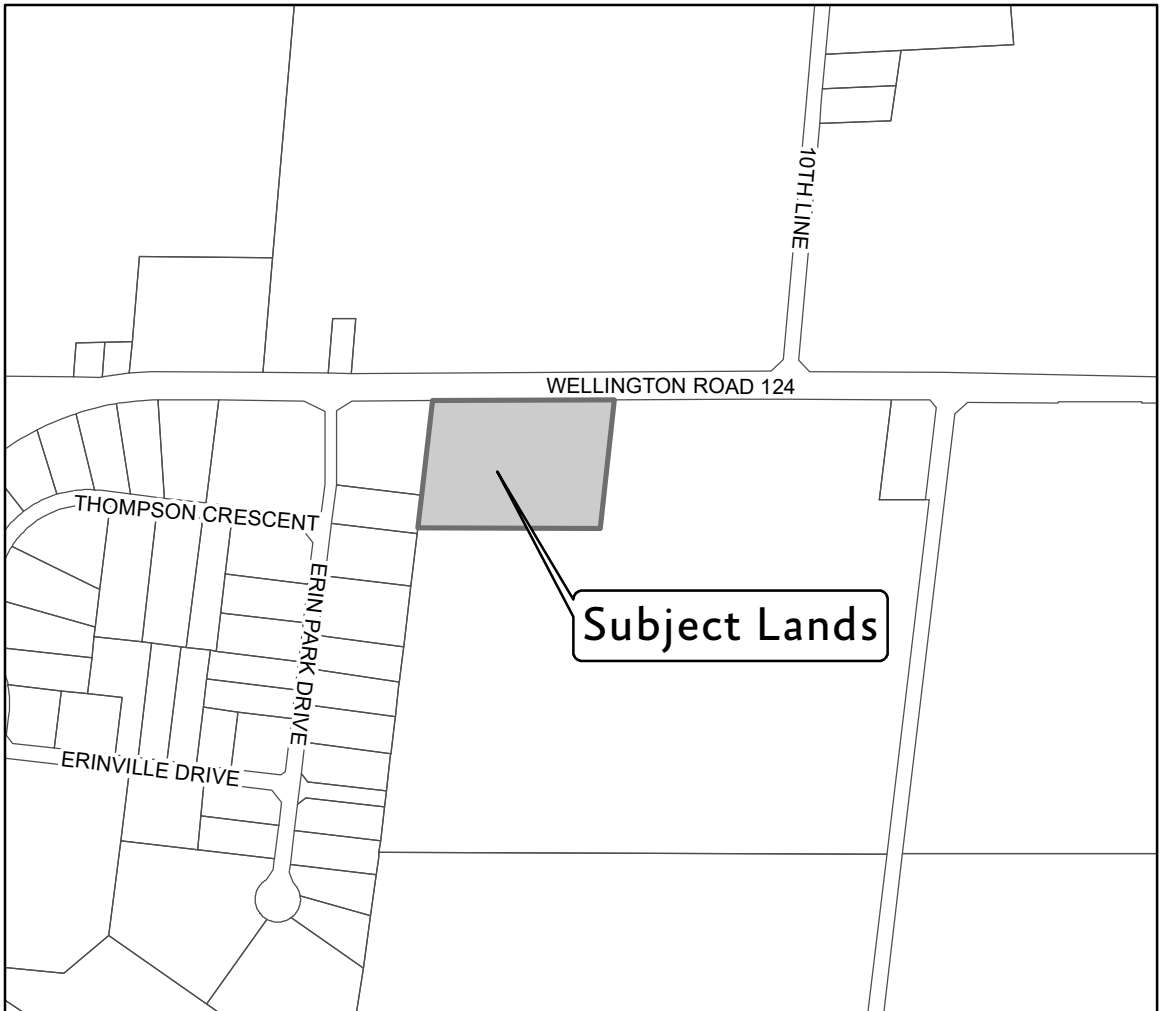 10TH LINE
WELLINGTON ROAD 124
THOMPSON CRESCENT
ERIN PARK DRIVE
Subject Lands
ERINVILLE DRIVE